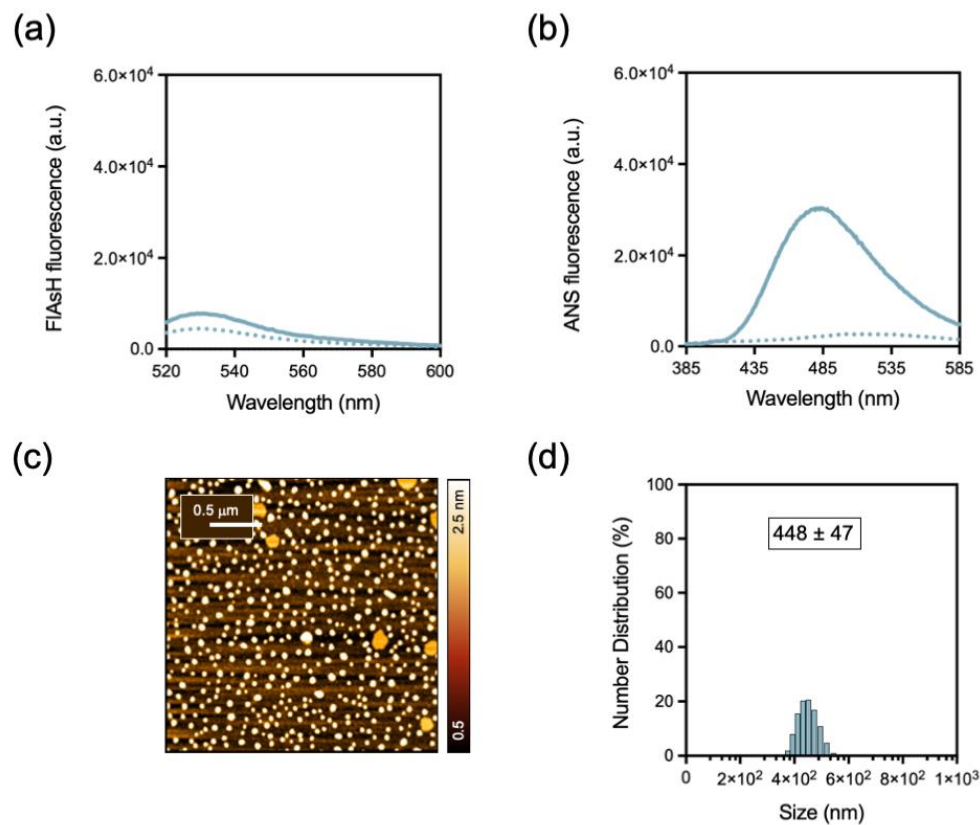 (a)
FlAsH fluorescence (a.u.)
6.0×10⁴
4.0×10⁴
2.0×10⁴
0.0
520
540
560
580
600
Wavelength (nm)
(b)
ANS fluorescence (a.u.)
6.0×10⁴
4.0×10⁴
2.0×10⁴
0.0
385
435
485
535
585
Wavelength (nm)
(c)
0.5 μm
2.5 nm
0.5
(d)
Number Distribution (%)
100
80
60
40
20
0
448 ± 47
0
2×10²
4×10²
6×10²
8×10²
1×10³
Size (nm)